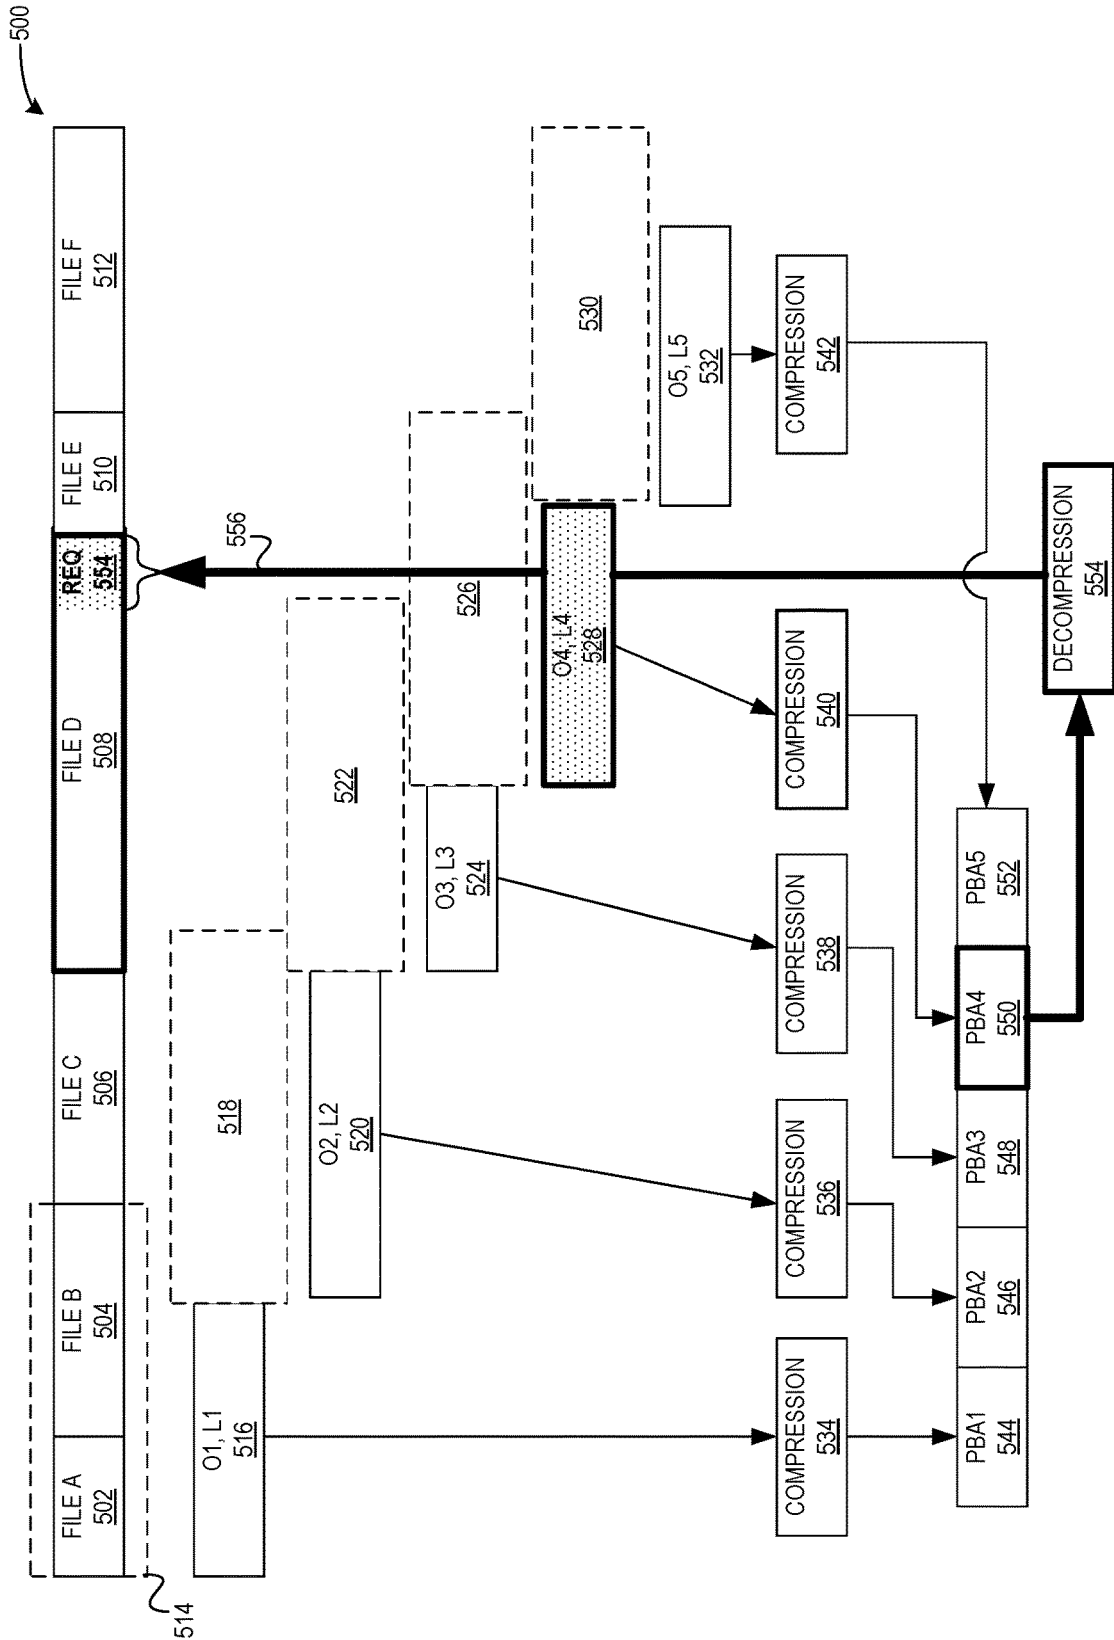 500
FILE A
502
FILE B
504
FILE C
506
FILE D
508
REQ
554
FILE E
510
FILE F
512
514
556
O1, L1
516
518
O2, L2
520
522
O3, L3
524
526
O4, L4
528
530
O5, L5
532
COMPRESSION
534
COMPRESSION
536
COMPRESSION
538
COMPRESSION
540
COMPRESSION
542
PBA1
544
PBA2
546
PBA3
548
PBA4
550
PBA5
552
DECOMPRESSION
554